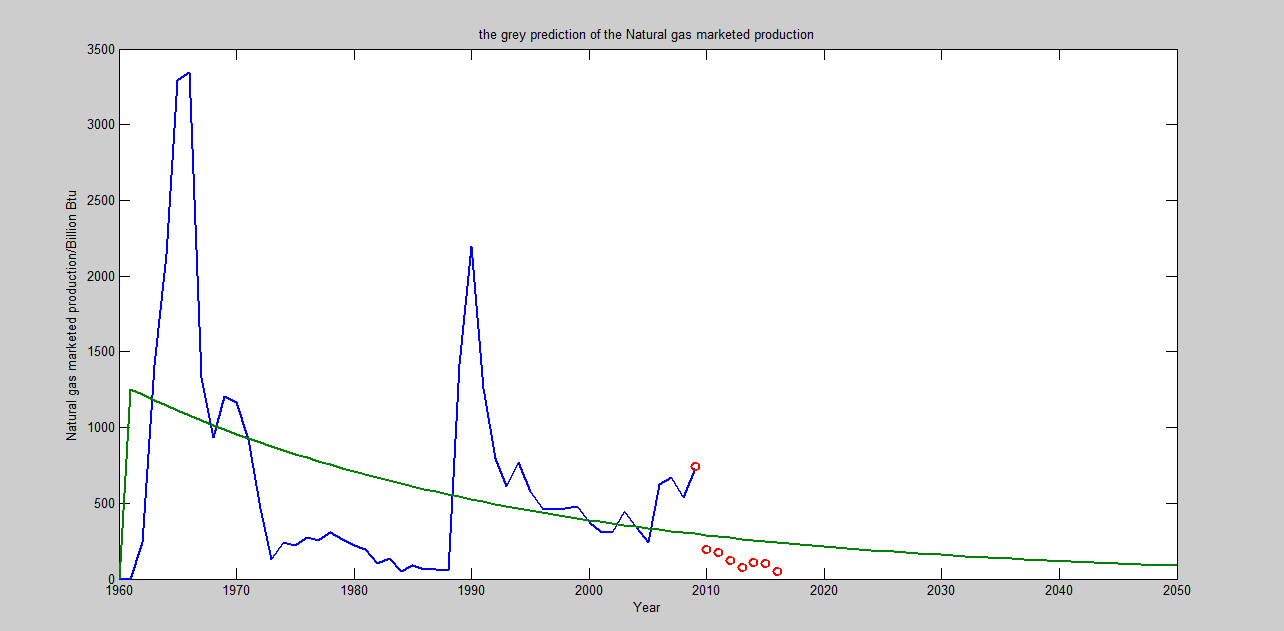 the grey prediction of the Natural gas marketed production
3500
3000
2500
2000
1500
1000
500
0
Natural gas marketed production/Billion Btu
1960 1970 1980 1990 2000 2010 2020 2030 2040 2050
Year